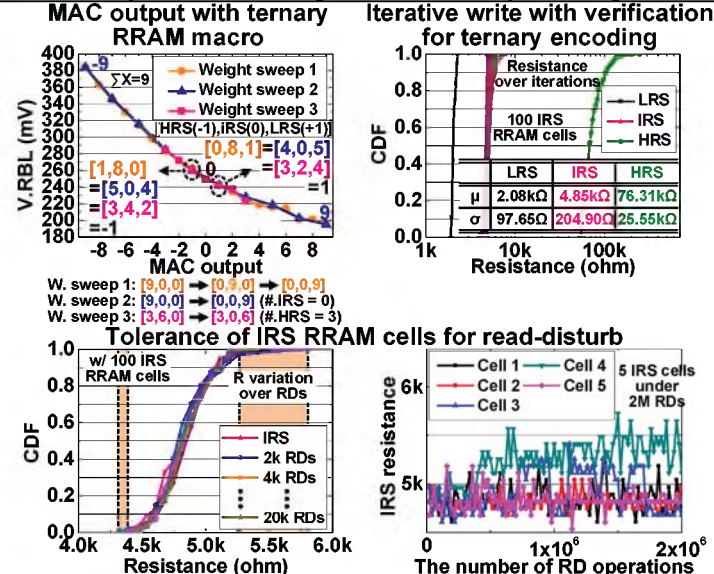 MAC output with ternary
RRAM macro
400
380
360
340
320
300
280
260
240
220
200
180
V.RBL (mV)
-9
∑X=9
Weight sweep 1
Weight sweep 2
Weight sweep 3
[HRS(-1),iRS(0),LRS(+1)]
[0,8,1]=[4,0,5]
=[3,2,4]
=1
0
[1,8,0]
=[5,0,4]
=[3,4,2]
=-1
9
-8 -6 -4 -2 0 2 4 6 8
MAC output
W. sweep 1: [9,0,0] → [0,9,0] → [0,0,9]
W. sweep 2: [9,0,0] → [0,0,9] (#.IRS = 0)
W. sweep 3: [3,6,0] → [3,0,6] (#.HRS = 3)
Iterative write with verification
for ternary encoding
1.0
0.8
0.6
0.4
0.2
0.0
CDF
Resistance
over iterations
100 IRS
RRAM cells
LRS
IRS
HRS
LRS IRS HRS
μ 2.08kΩ 4.85kΩ 76.31kΩ
σ 97.65Ω 204.90Ω 25.55kΩ
1k 10k 100k
Resistance (ohm)
Tolerance of IRS RRAM cells for read-disturb
1.0
0.8
0.6
0.4
0.2
0.0
CDF
w/ 100 IRS
RRAM cells
R variation
over RDs
IRS
2k RDs
4k RDs
20k RDs
4.0k 4.5k 5.0k 5.5k 6.0k
Resistance (ohm)
6k
5k
IRS resistance
Cell 1
Cell 2
Cell 3
Cell 4
Cell 5
5 IRS cells
under
2M RDs
0 1x10⁶ 2x10⁶
The number of RD operations